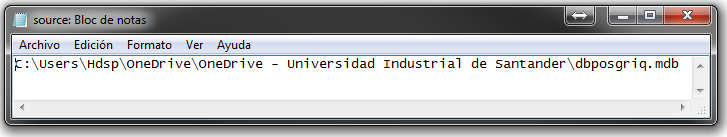 source: Bloc de notas
Archivo Edición Formato Ver Ayuda
C:\Users\Hdsp\OneDrive\OneDrive - Universidad Industrial de Santander\dbposgriq.mdb